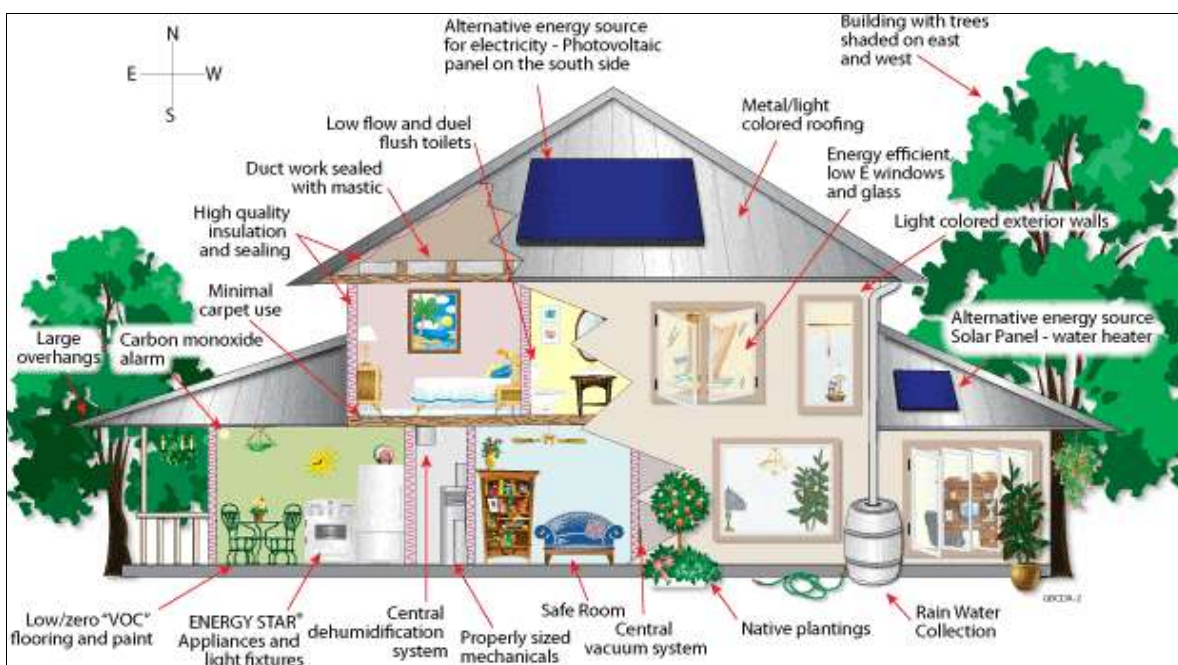 N
E
W
S
Alternative energy source
for electricity - Photovoltaic
panel on the south side
Building with trees
shaded on east
and west
Low flow and duel
flush toilets
Metal/light
colored roofing
Duct work sealed
with mastic
Energy efficient,
low E windows
and glass
High quality
insulation
and sealing
Light colored exterior walls
Minimal
carpet use
Large
overhangs
Carbon monoxide
alarm
Alternative energy source
Solar Panel - water heater
GBCDR-2
Low/zero "VOC"
flooring and paint
ENERGY STAR®
Appliances and
light fixtures
Central
dehumidification
system
Properly sized
mechanicals
Safe Room
Central
vacuum system
Native plantings
Rain Water
Collection